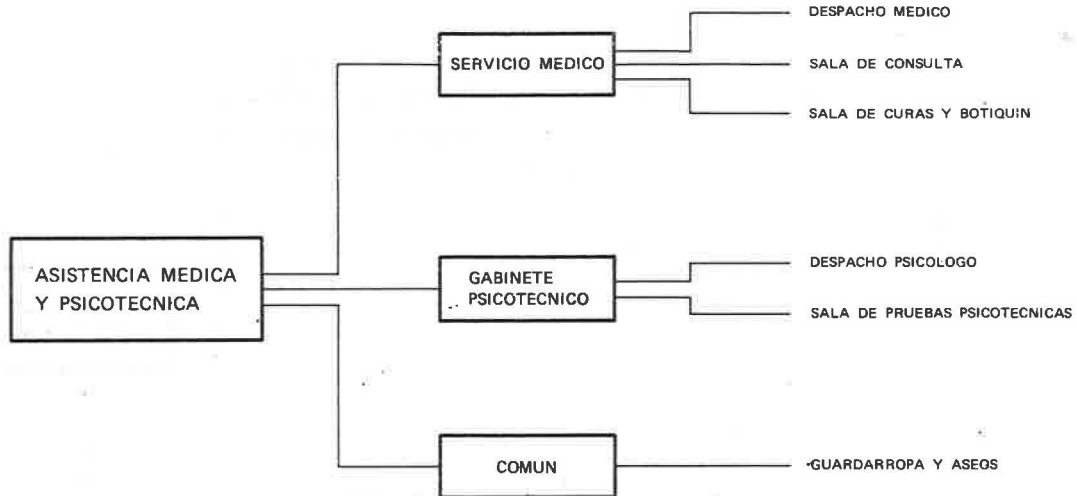 DESPACHO MEDICO
SERVICIO MEDICO
SALA DE CONSULTA
SALA DE CURAS Y BOTIQUIN
ASISTENCIA MEDICA
Y PSICOTECNICA
GABINETE
PSICOTECNICO
DESPACHO PSICOLOGO
SALA DE PRUEBAS PSICOTECNICAS
COMUN
GUARDARROPA Y ASEOS